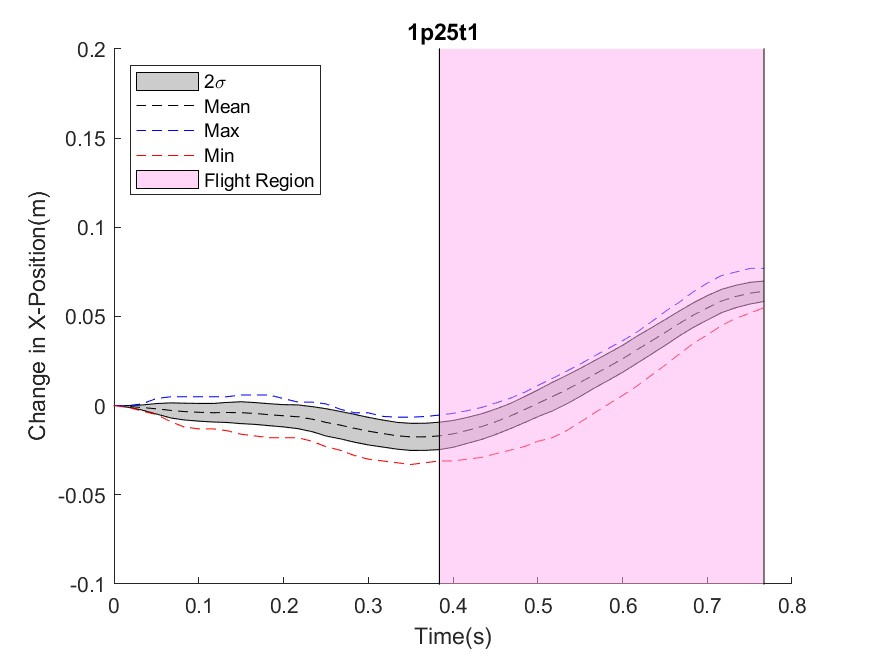 1p25t1
0.2
0.15
0.1
0.05
0
-0.05
-0.1
Change in X-Position(m)
2σ
Mean
Max
Min
Flight Region
0 0.1 0.2 0.3 0.4 0.5 0.6 0.7 0.8
Time(s)